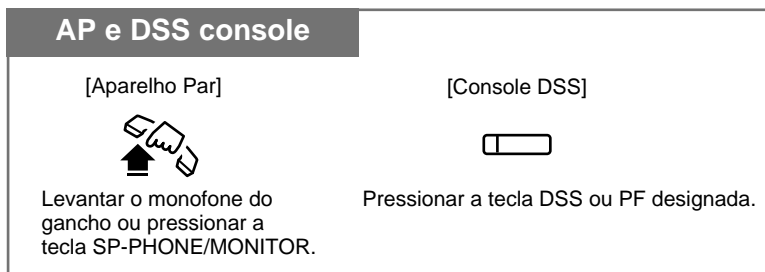 AP e DSS console
[Aparelho Par]
[Console DSS]
Levantar o monofone do
gancho ou pressionar a
tecla SP-PHONE/MONITOR.
Pressionar a tecla DSS ou PF designada.